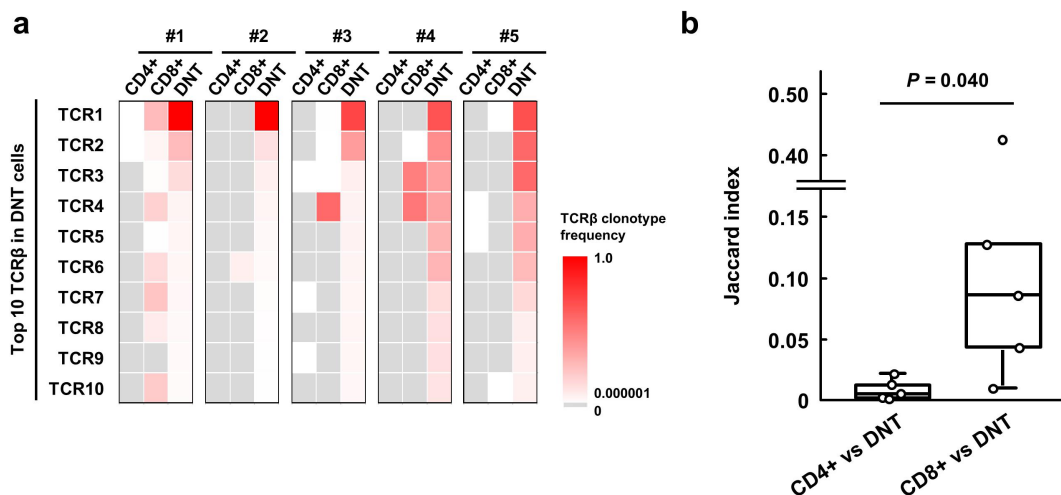 a
#1 #2 #3 #4 #5
CD4+ CD8+ DNT CD4+ CD8+ DNT CD4+ CD8+ DNT CD4+ CD8+ DNT CD4+ CD8+ DNT
Top 10 TCRβ in DNT cells
TCR1
TCR2
TCR3
TCR4
TCR5
TCR6
TCR7
TCR8
TCR9
TCR10
TCRβ clonotype
frequency
1.0
0.000001
0
b
P = 0.040
Jaccard index
0.50
0.40
0.15
0.10
0.05
0
CD4+ vs DNT
CD8+ vs DNT